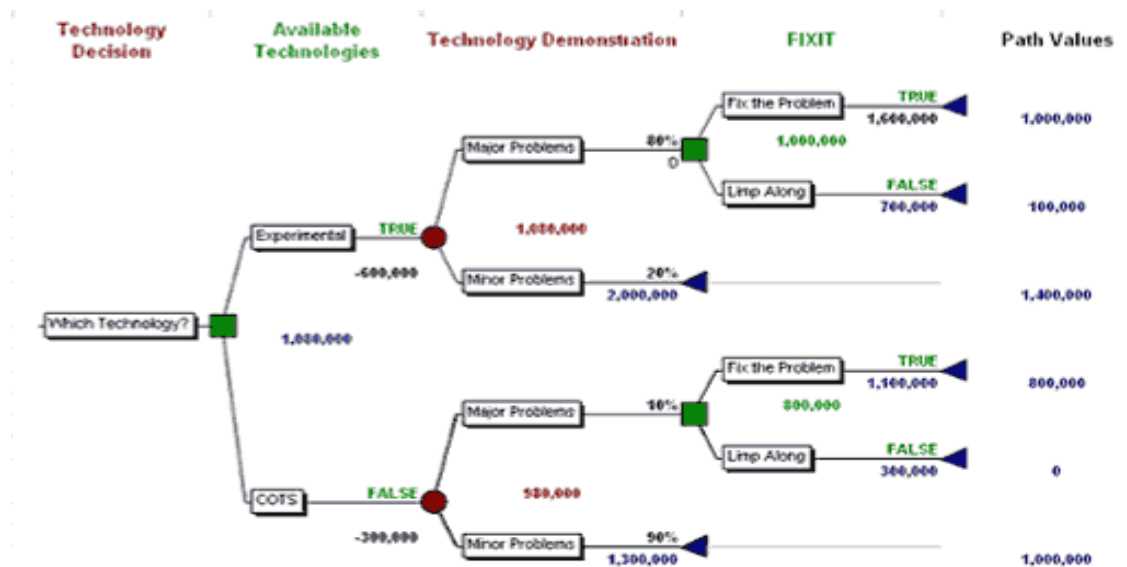 Technology Decision
Available Technologies
Technology Demonstration
FIXIT
Path Values
Fix the Problem
TRUE
1,600,000
1,000,000
1,000,000
Major Problems
80%
0
Limp Along
FALSE
700,000
100,000
Experimental
TRUE
-600,000
1,080,000
Minor Problems
20%
2,000,000
1,400,000
Which Technology?
1,080,000
Fix the Problem
TRUE
1,100,000
800,000
800,000
Major Problems
10%
Limp Along
FALSE
300,000
0
COTS
FALSE
-300,000
980,000
Minor Problems
90%
1,300,000
1,000,000